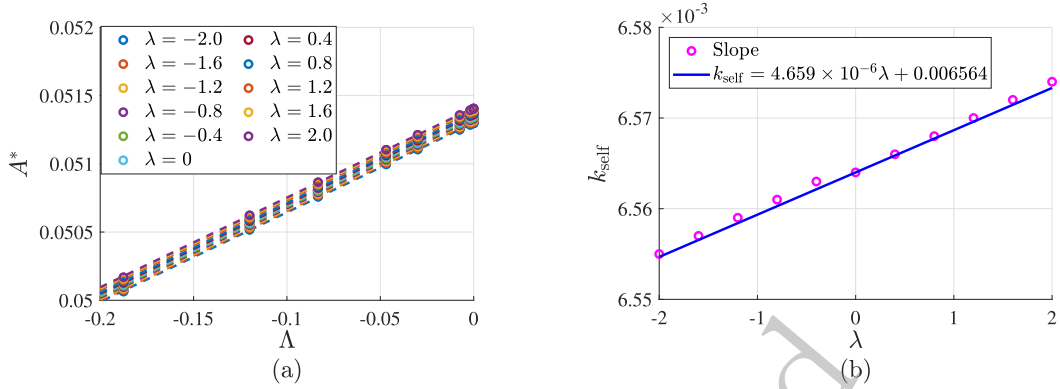 0.052
0.0515
0.051
0.0505
0.05
A*
λ = −2.0
λ = −1.6
λ = −1.2
λ = −0.8
λ = −0.4
λ = 0
λ = 0.4
λ = 0.8
λ = 1.2
λ = 1.6
λ = 2.0
-0.2 -0.15 -0.1 -0.05 0
Λ
(a)
×10⁻³
6.58
6.57
6.56
6.55
k_self
Slope
k_self = 4.659 × 10⁻⁶λ + 0.006564
-2 -1 0 1 2
λ
(b)
d